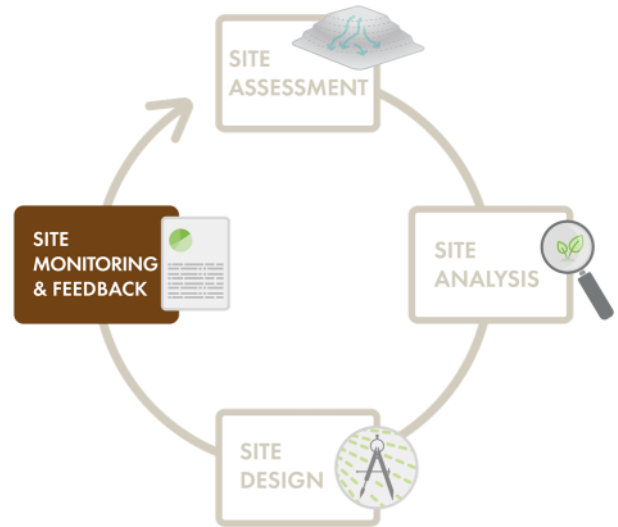 SITE
ASSESSMENT
SITE
ANALYSIS
SITE
DESIGN
SITE
MONITORING
& FEEDBACK